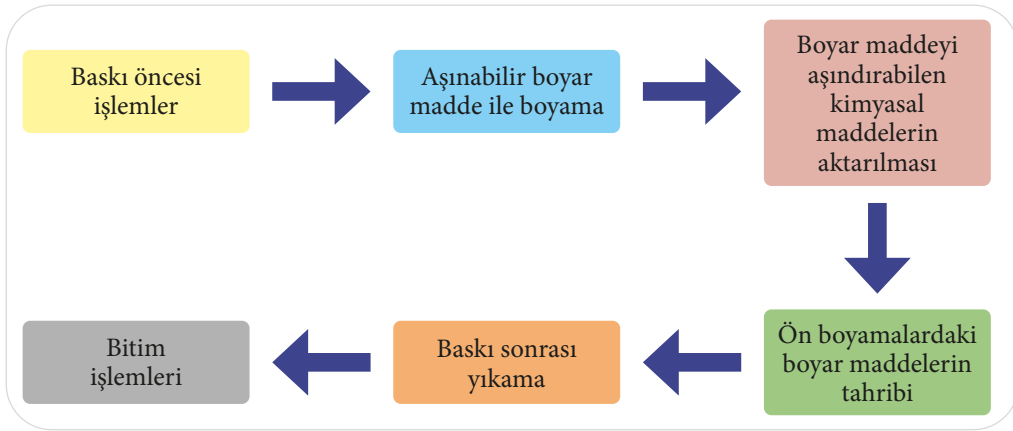 Baskı öncesi
işlemler
Aşınabilir boyar
madde ile boyama
Boyar maddeyi
aşındırabilen
kimyasal
maddelerin
aktarılması
Ön boyamalardaki
boyar maddelerin
tahribi
Baskı sonrası
yıkama
Bitim
işlemleri